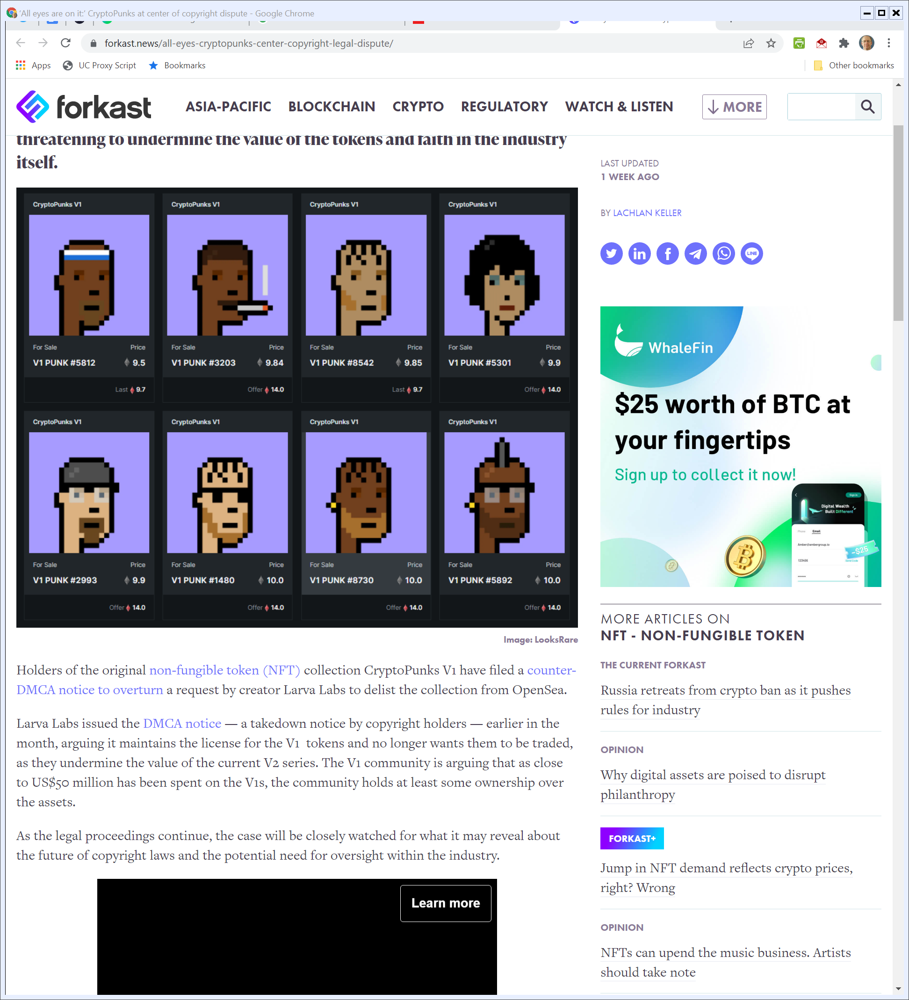 'All eyes are on it:' CryptoPunks at center of copyright dispute - Google Chrome
forkast.news/all-eyes-cryptopunks-center-copyright-legal-dispute/
Apps
UC Proxy Script
Bookmarks
Other bookmarks
forkast
ASIA-PACIFIC
BLOCKCHAIN
CRYPTO
REGULATORY
WATCH & LISTEN
MORE
threatening to undermine the value of the tokens and faith in the industry
itself.
CryptoPunks V1
CryptoPunks V1
CryptoPunks V1
CryptoPunks V1
For Sale Price
For Sale Price
For Sale Price
For Sale Price
V1 PUNK #5812 9.5
V1 PUNK #3203 9.84
V1 PUNK #8542 9.85
V1 PUNK #5301 9.9
Last 9.7
Offer 14.0
Last 9.7
Offer 14.0
CryptoPunks V1
CryptoPunks V1
CryptoPunks V1
CryptoPunks V1
For Sale Price
For Sale Price
For Sale Price
For Sale Price
V1 PUNK #2993 9.9
V1 PUNK #1480 10.0
V1 PUNK #8730 10.0
V1 PUNK #5892 10.0
Offer 14.0
Offer 14.0
Offer 14.0
Offer 14.0
Image: LooksRare
Holders of the original non-fungible token (NFT) collection CryptoPunks V1 have filed a counter-
DMCA notice to overturn a request by creator Larva Labs to delist the collection from OpenSea.
Larva Labs issued the DMCA notice — a takedown notice by copyright holders — earlier in the
month, arguing it maintains the license for the V1 tokens and no longer wants them to be traded,
as they undermine the value of the current V2 series. The V1 community is arguing that as close
to US$50 million has been spent on the V1s, the community holds at least some ownership over
the assets.
As the legal proceedings continue, the case will be closely watched for what it may reveal about
the future of copyright laws and the potential need for oversight within the industry.
Learn more
LAST UPDATED
1 WEEK AGO
BY LACHLAN KELLER
LINE
WhaleFin
$25 worth of BTC at
your fingertips
Sign up to collect it now!
Sign in
Digital Wealth
Built Different
Phone Email
Amber@ambergroup.io
~$25
123456
Send Code
MORE ARTICLES ON
NFT - NON-FUNGIBLE TOKEN
THE CURRENT FORKAST
Russia retreats from crypto ban as it pushes
rules for industry
OPINION
Why digital assets are poised to disrupt
philanthropy
FORKAST+
Jump in NFT demand reflects crypto prices,
right? Wrong
OPINION
NFTs can upend the music business. Artists
should take note